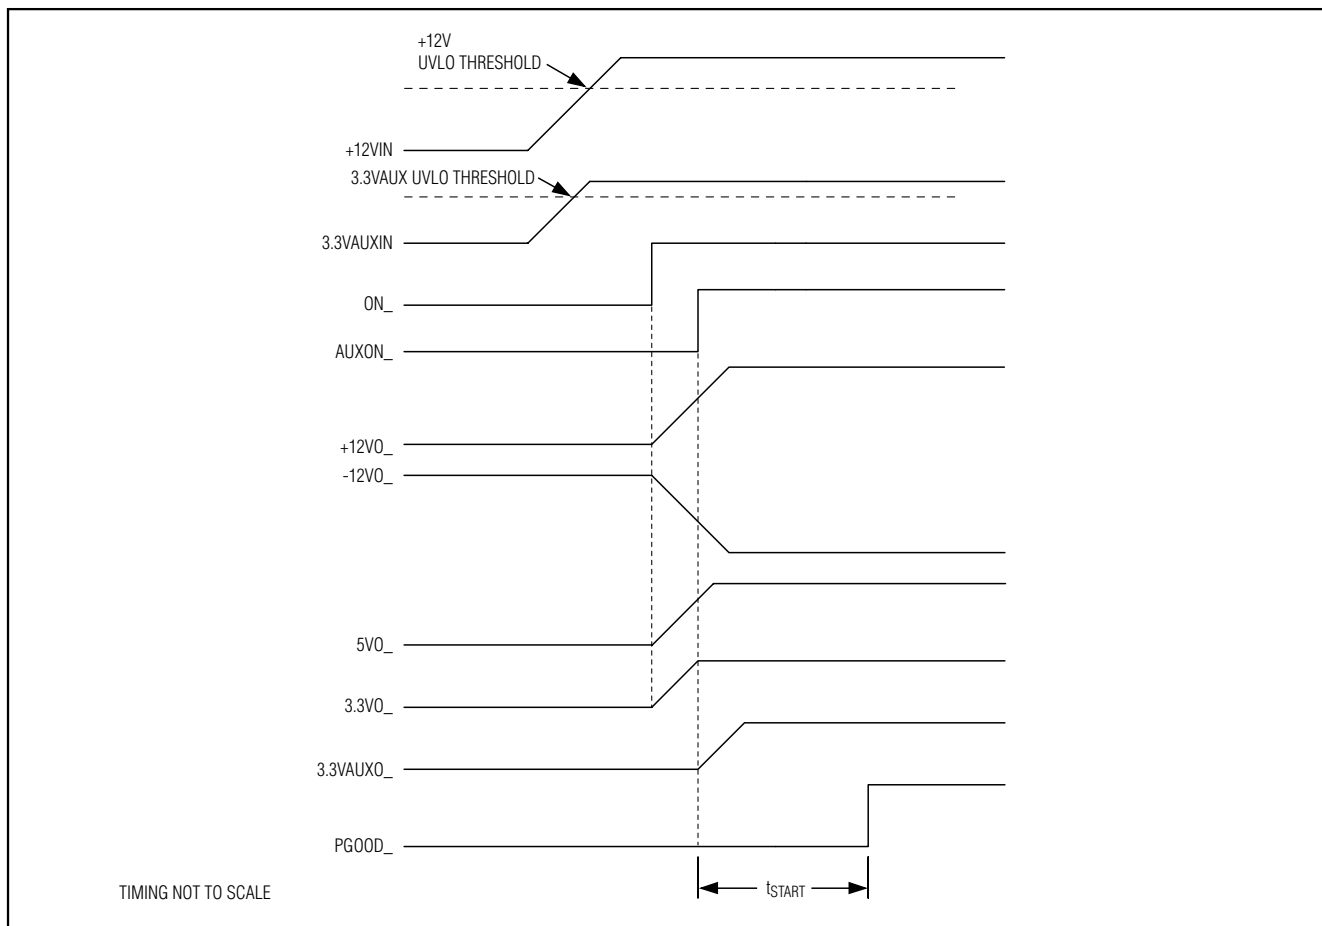 +12V
UVLO THRESHOLD
+12VIN
3.3VAUX UVLO THRESHOLD
3.3VAUXIN
ON_
AUXON_
+12VO_
-12VO_
5VO_
3.3VO_
3.3VAUXO_
PGOOD_
TIMING NOT TO SCALE
tSTART